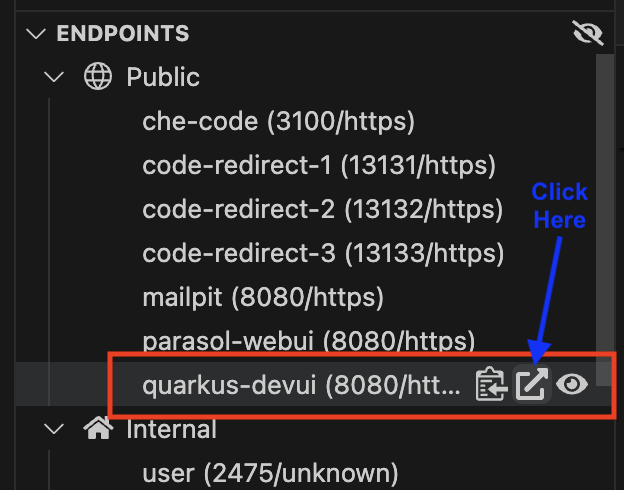 ENDPOINTS
Public
che-code (3100/https)
code-redirect-1 (13131/https)
Click
Here
code-redirect-2 (13132/https)
code-redirect-3 (13133/https)
mailpit (8080/https)
parasol-webui (8080/https)
quarkus-devui (8080/htt...
Internal
user (2475/unknown)